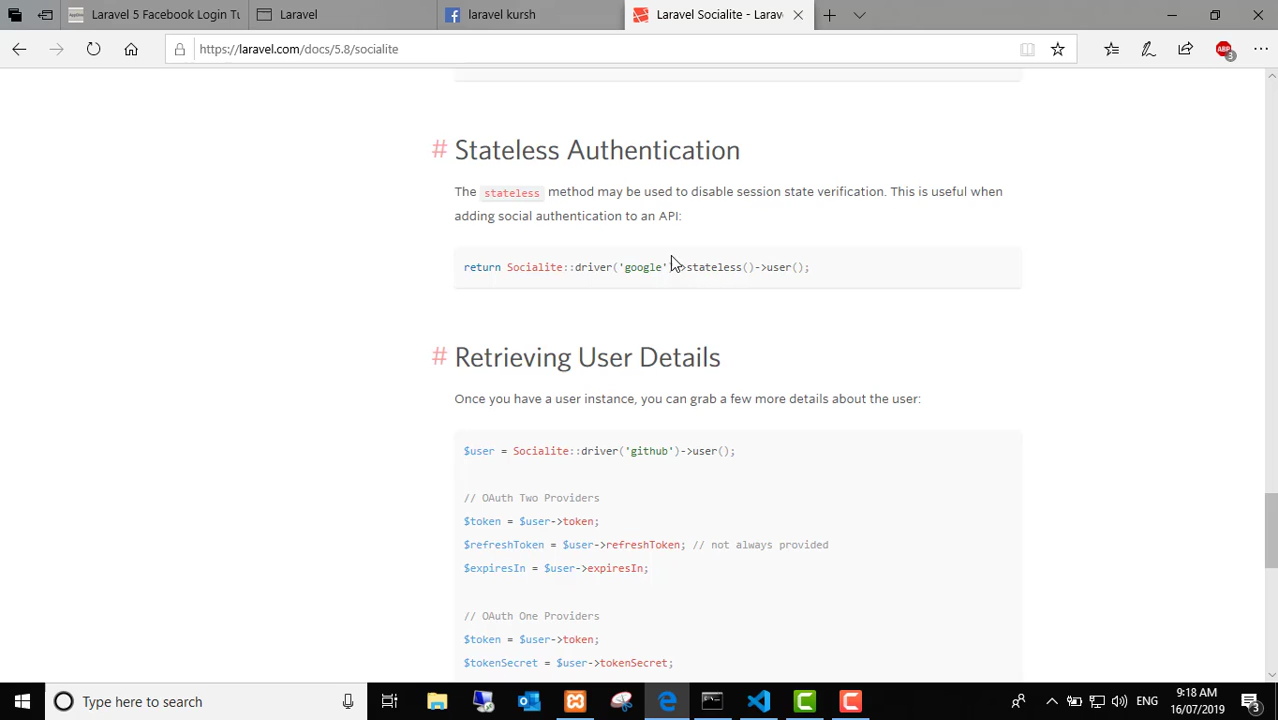 Laravel 5 Facebook Login Tu
Laravel
laravel kursh
Laravel Socialite - Larav
https://laravel.com/docs/5.8/socialite
ABP
3
# Stateless Authentication
The stateless method may be used to disable session state verification. This is useful when
adding social authentication to an API:
return Socialite::driver('google')->stateless()->user();
# Retrieving User Details
Once you have a user instance, you can grab a few more details about the user:
$user = Socialite::driver('github')->user();
// OAuth Two Providers
$token = $user->token;
$refreshToken = $user->refreshToken; // not always provided
$expiresIn = $user->expiresIn;
// OAuth One Providers
$token = $user->token;
$tokenSecret = $user->tokenSecret;
Type here to search
ENG
9:18 AM
16/07/2019
3